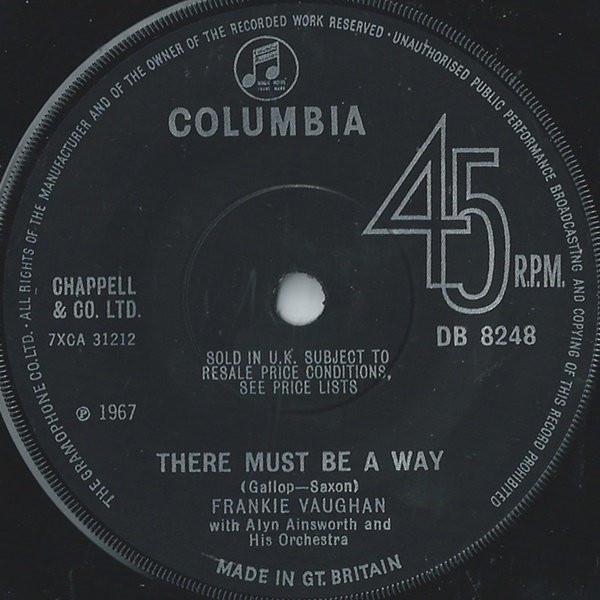 THE GRAMOPHONE CO. LTD. · ALL RIGHTS OF THE MANUFACTURER AND OF THE OWNER OF THE RECORDED WORK RESERVED · UNAUTHORISED PUBLIC PERFORMANCE BROADCASTING AND COPYING OF THIS RECORD PROHIBITED
MAGIC NOTES
TRADE MARK
COLUMBIA
45
R.P.M.
CHAPPELL
& CO. LTD.
7XCA 31212
DB 8248
SOLD IN U.K. SUBJECT TO
RESALE PRICE CONDITIONS,
SEE PRICE LISTS
℗ 1967
THERE MUST BE A WAY
(Gallop—Saxon)
FRANKIE VAUGHAN
with Alyn Ainsworth and
His Orchestra
MADE IN GT. BRITAIN